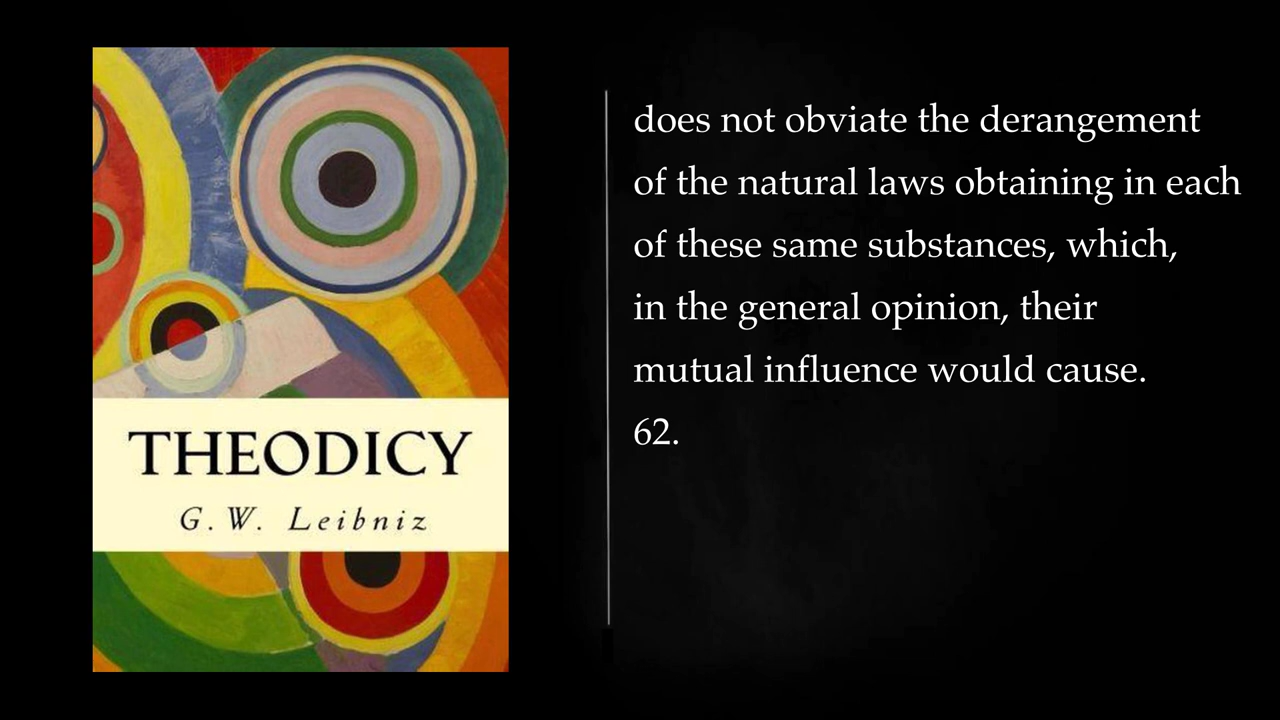 THEODICY
G. W. Leibniz
does not obviate the derangement
of the natural laws obtaining in each
of these same substances, which,
in the general opinion, their
mutual influence would cause.
62.